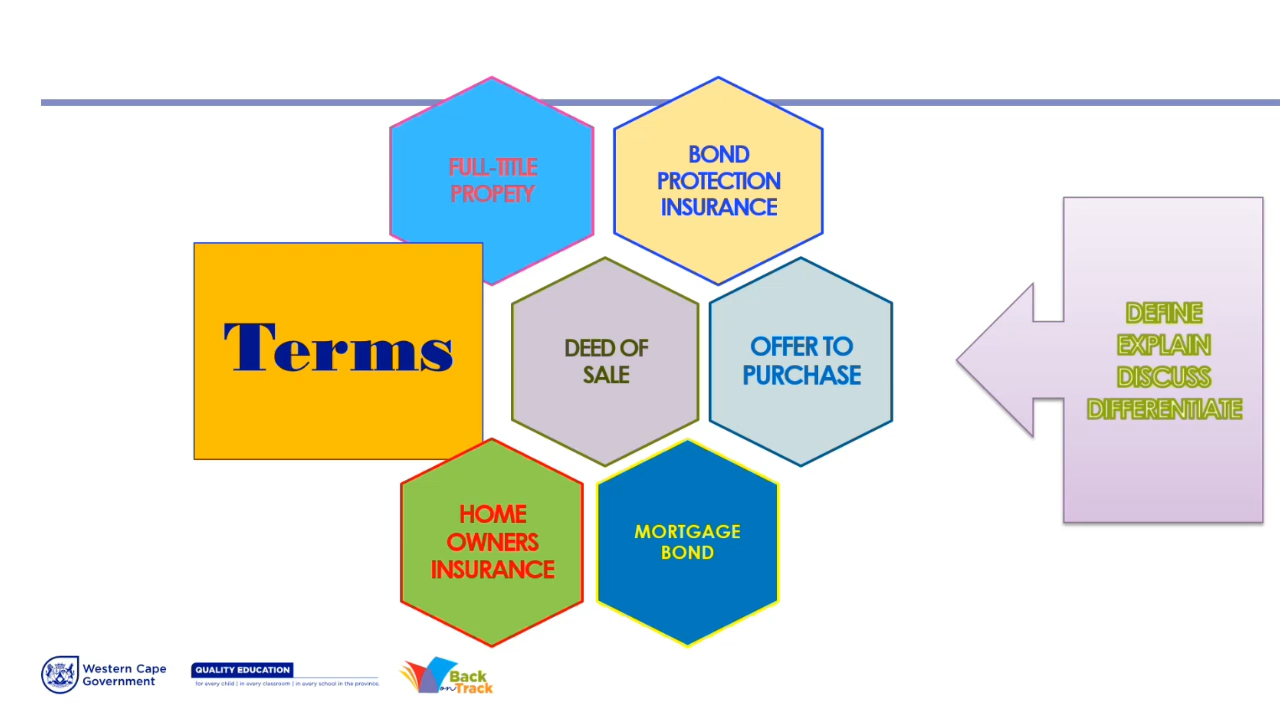 FULL-TITLE
PROPETY
BOND
PROTECTION
INSURANCE
Terms
DEED OF
SALE
OFFER TO
PURCHASE
DEFINE
EXPLAIN
DISCUSS
DIFFERENTIATE
HOME
OWNERS
INSURANCE
MORTGAGE
BOND
Western Cape
Government
QUALITY EDUCATION
for every child | in every classroom | in every school in the province.
Back
on Track